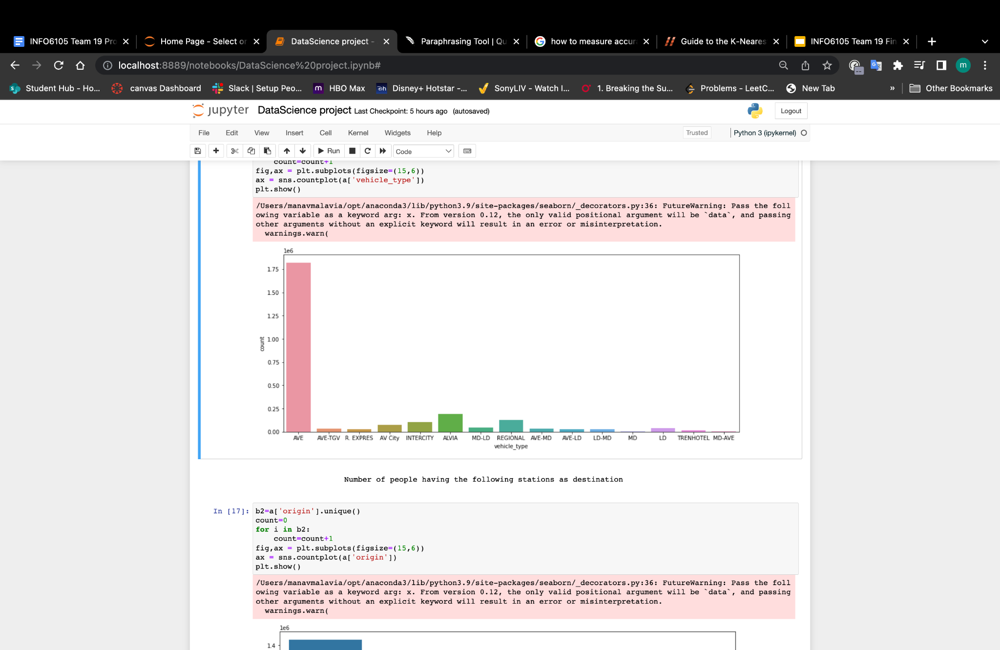 INFO6105 Team 19 Pro
Home Page - Select or
DataScience project -
Paraphrasing Tool | Qu
how to measure accur
Guide to the K-Neares
INFO6105 Team 19 Fin
localhost:8889/notebooks/DataScience%20project.ipynb#
m
Student Hub - Ho...
canvas Dashboard
Slack | Setup Peo...
m HBO Max
Disney+ Hotstar -...
SonyLIV - Watch I...
1. Breaking the Su...
Problems - LeetC...
New Tab
»
Other Bookmarks
jupyter DataScience project Last Checkpoint: 5 hours ago (autosaved)
Logout
File Edit View Insert Cell Kernel Widgets Help
Trusted
Python 3 (ipykernel)
Run
Code
count=count+1
fig,ax = plt.subplots(figsize=(15,6))
ax = sns.countplot(a['vehicle_type'])
plt.show()
/Users/manavmalavia/opt/anaconda3/lib/python3.9/site-packages/seaborn/_decorators.py:36: FutureWarning: Pass the foll
owing variable as a keyword arg: x. From version 0.12, the only valid positional argument will be `data`, and passing
other arguments without an explicit keyword will result in an error or misinterpretation.
warnings.warn(
1e6
1.75
1.50
1.25
1.00
0.75
0.50
0.25
0.00
count
AVE AVE-TGV R. EXPRES AV City INTERCITY ALVIA MD-LD REGIONAL AVE-MD AVE-LD LD-MD MD LD TRENHOTEL MD-AVE
vehicle_type
Number of people having the following stations as destination
In [17]:
b2=a['origin'].unique()
count=0
for i in b2:
count=count+1
fig,ax = plt.subplots(figsize=(15,6))
ax = sns.countplot(a['origin'])
plt.show()
/Users/manavmalavia/opt/anaconda3/lib/python3.9/site-packages/seaborn/_decorators.py:36: FutureWarning: Pass the foll
owing variable as a keyword arg: x. From version 0.12, the only valid positional argument will be `data`, and passing
other arguments without an explicit keyword will result in an error or misinterpretation.
warnings.warn(
1e6
1.4